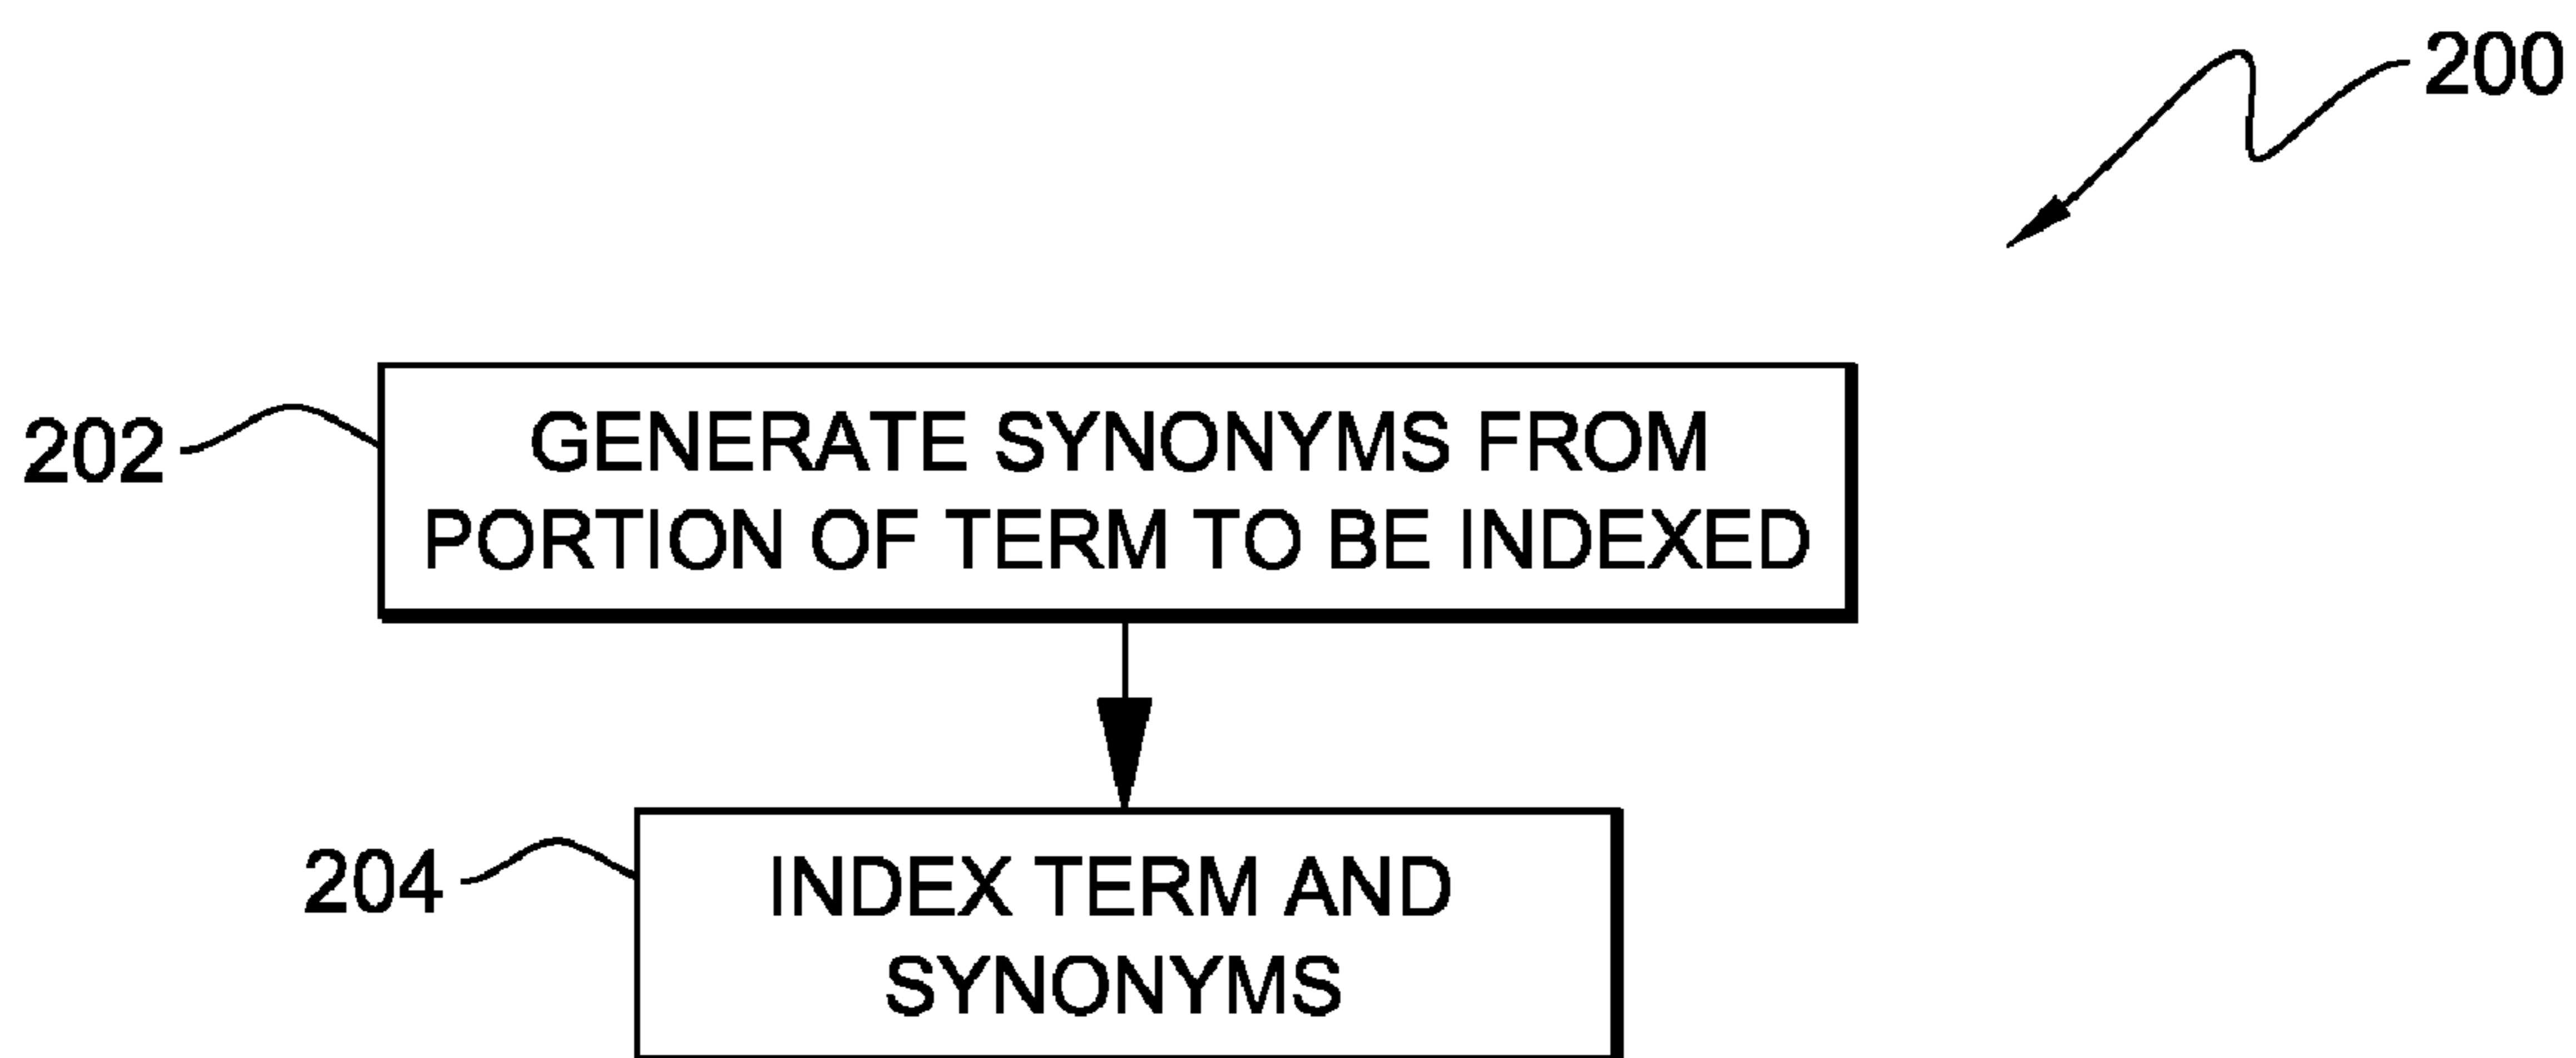 200
202
GENERATE SYNONYMS FROM
PORTION OF TERM TO BE INDEXED
204
INDEX TERM AND
SYNONYMS